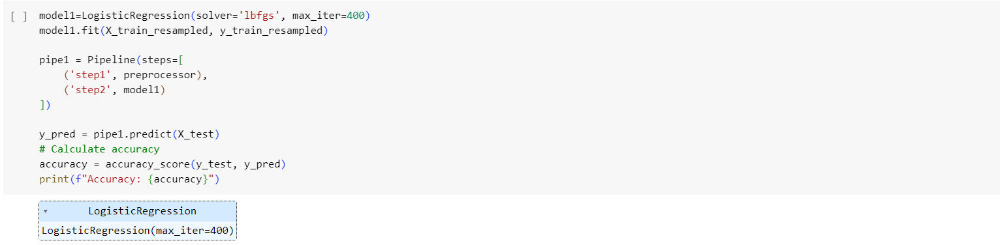 [ ] model1=LogisticRegression(solver='lbfgs', max_iter=400)
model1.fit(X_train_resampled, y_train_resampled)
pipe1 = Pipeline(steps=[
('step1', preprocessor),
('step2', model1)
])
y_pred = pipe1.predict(X_test)
# Calculate accuracy
accuracy = accuracy_score(y_test, y_pred)
print(f"Accuracy: {accuracy}")
LogisticRegression
LogisticRegression(max_iter=400)